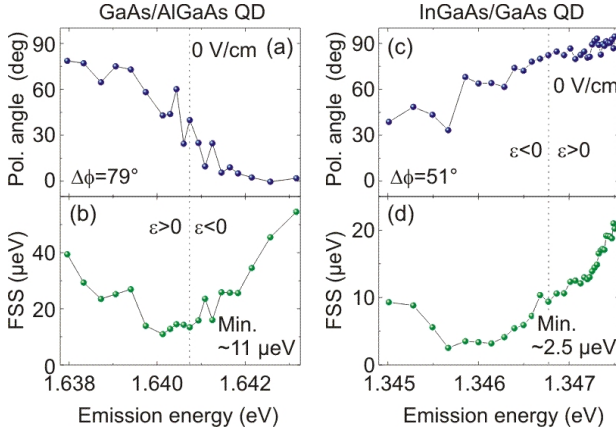 GaAs/AlGaAs QD
InGaAs/GaAs QD
90
60
30
0
Pol. angle (deg)
0 V/cm
(a)
Δϕ=79°
90
60
30
0
Pol. angle (deg)
(c)
0 V/cm
ε<0
ε>0
Δϕ=51°
(b)
ε>0
ε<0
40
20
0
FSS (µeV)
Min.
~11 µeV
1.638
1.640
1.642
Emission energy (eV)
(d)
20
10
0
FSS (µeV)
Min.
~2.5 µeV
1.345
1.346
1.347
Emission energy (eV)